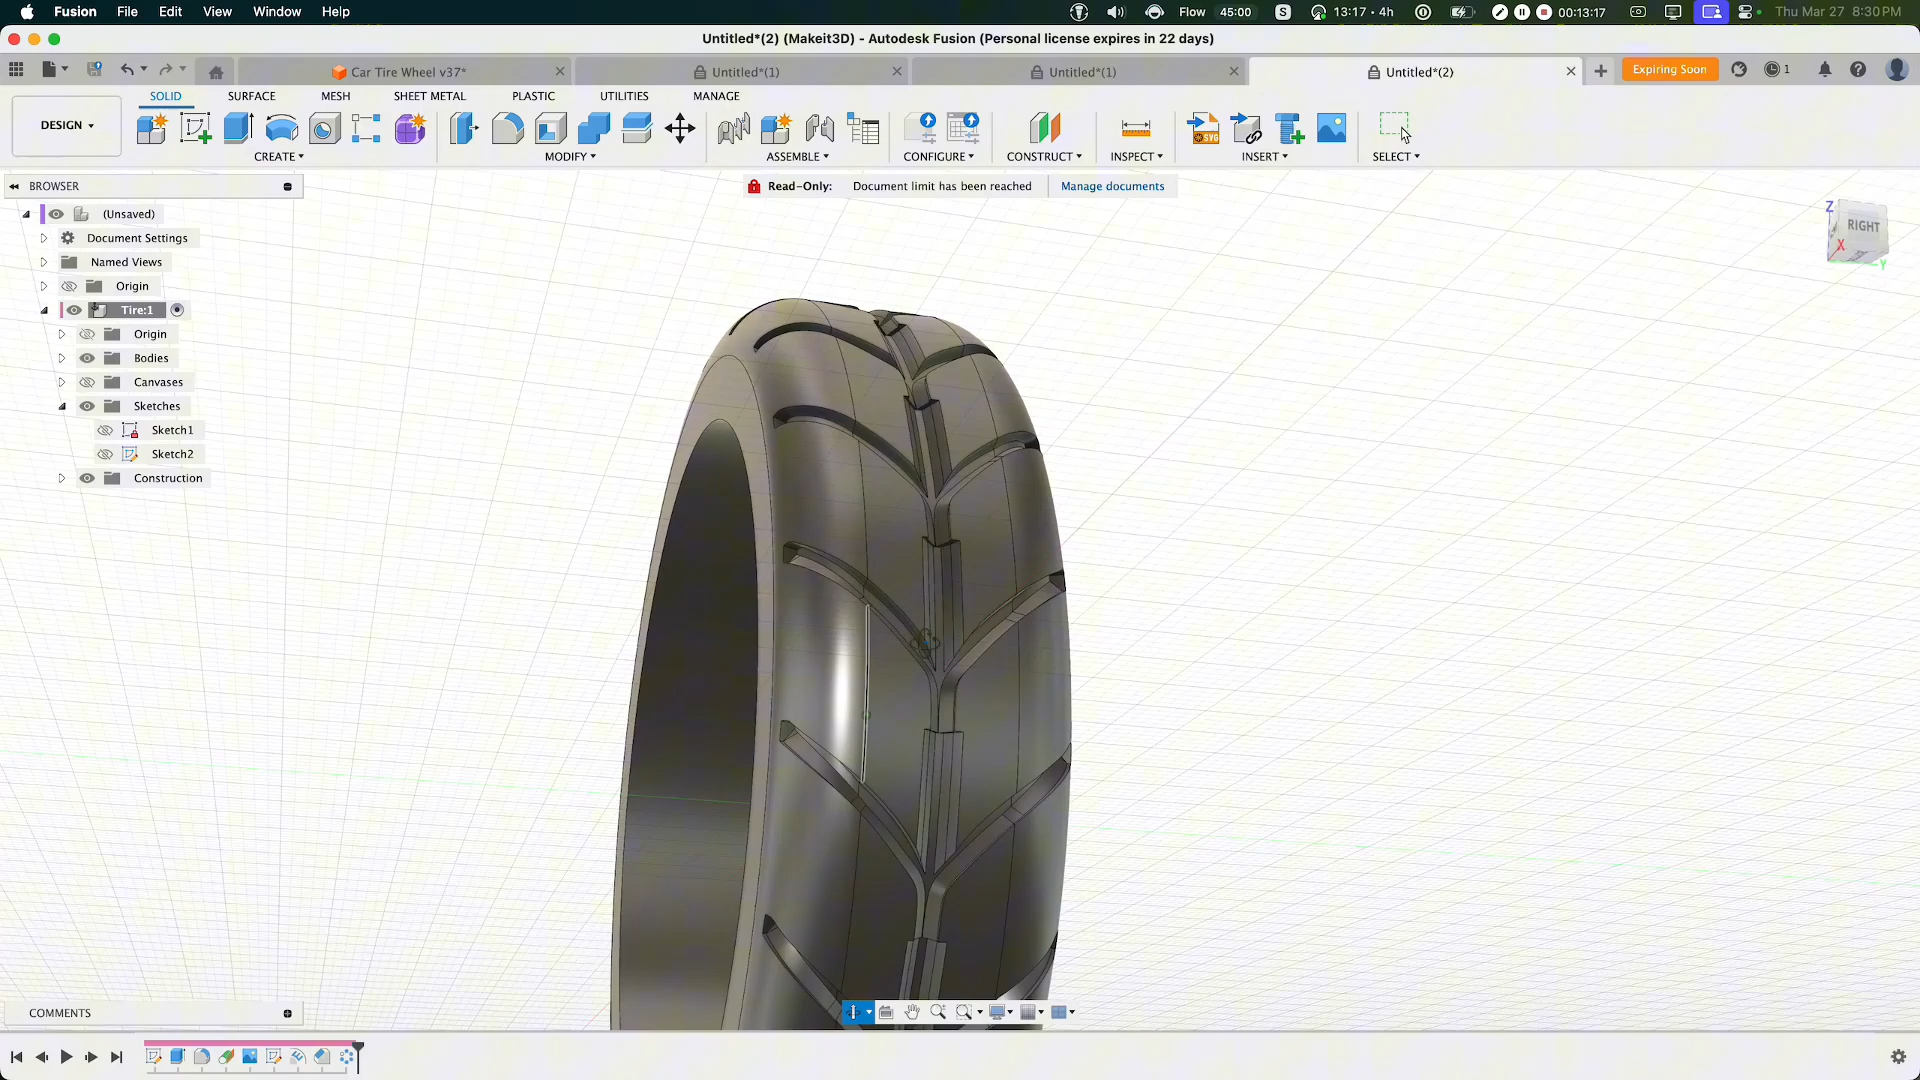 Fusion File Edit View Window Help Flow 45:00 S 13:17 • 4h 00:13:17 Thu Mar 27 8:30 PM
Untitled*(2) (Makeit3D) - Autodesk Fusion (Personal license expires in 22 days)
Car Tire Wheel v37* Untitled*(1) Untitled*(1) Untitled*(2) Expiring Soon 1
SOLID SURFACE MESH SHEET METAL PLASTIC UTILITIES MANAGE
DESIGN
SVG
CREATE MODIFY ASSEMBLE CONFIGURE CONSTRUCT INSPECT INSERT SELECT
BROWSER
Read-Only: Document limit has been reached Manage documents
(Unsaved)
Document Settings
Named Views
Origin
Tire:1
Origin
Bodies
Canvases
Sketches
Sketch1
Sketch2
Construction
Z
RIGHT
X
Y
COMMENTS